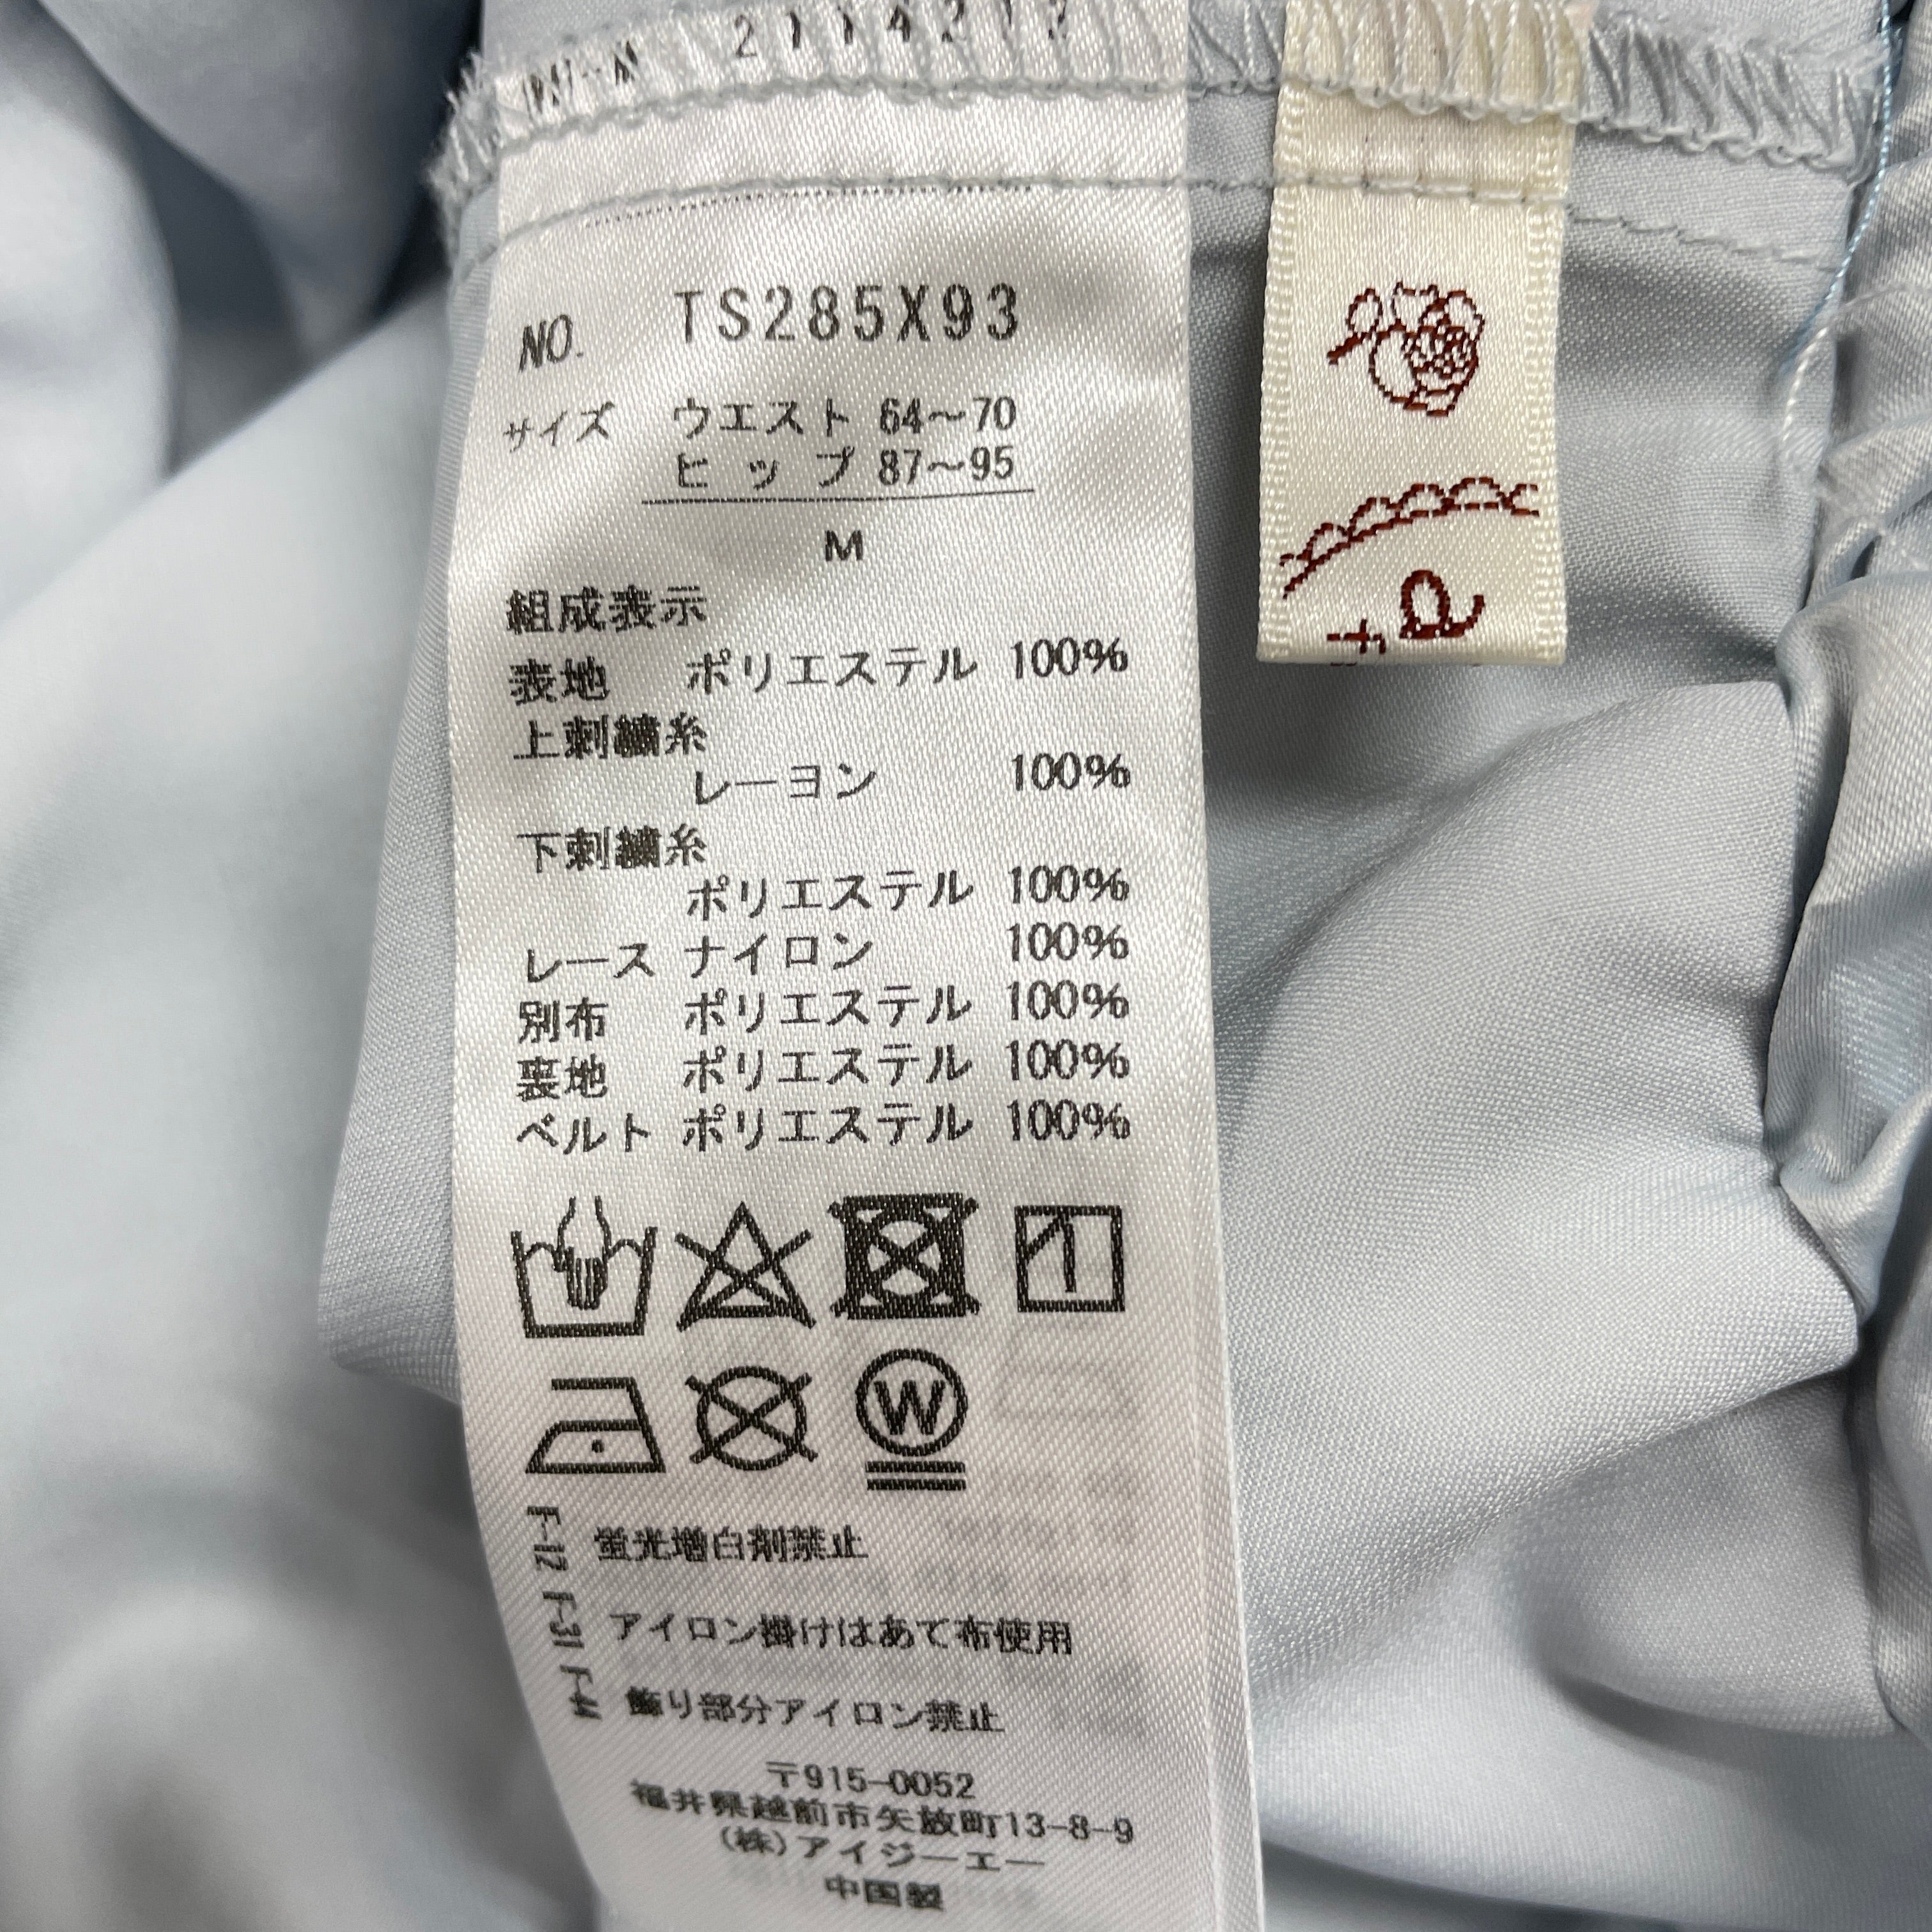 NO. TS285X93
サイズ ウエスト 64〜70
ヒップ 87〜95
M
組成表示
表地 ポリエステル 100%
上刺繍糸
レーヨン 100%
下刺繍糸
ポリエステル 100%
レース ナイロン 100%
別布 ポリエステル 100%
裏地 ポリエステル 100%
ベルト ポリエステル 100%
W
F-12 F-31 F-44
蛍光増白剤禁止
アイロン掛けはあて布使用
飾り部分アイロン禁止
〒915-0052
福井県越前市矢放町13-8-9
(株)アイジーエー
中国製